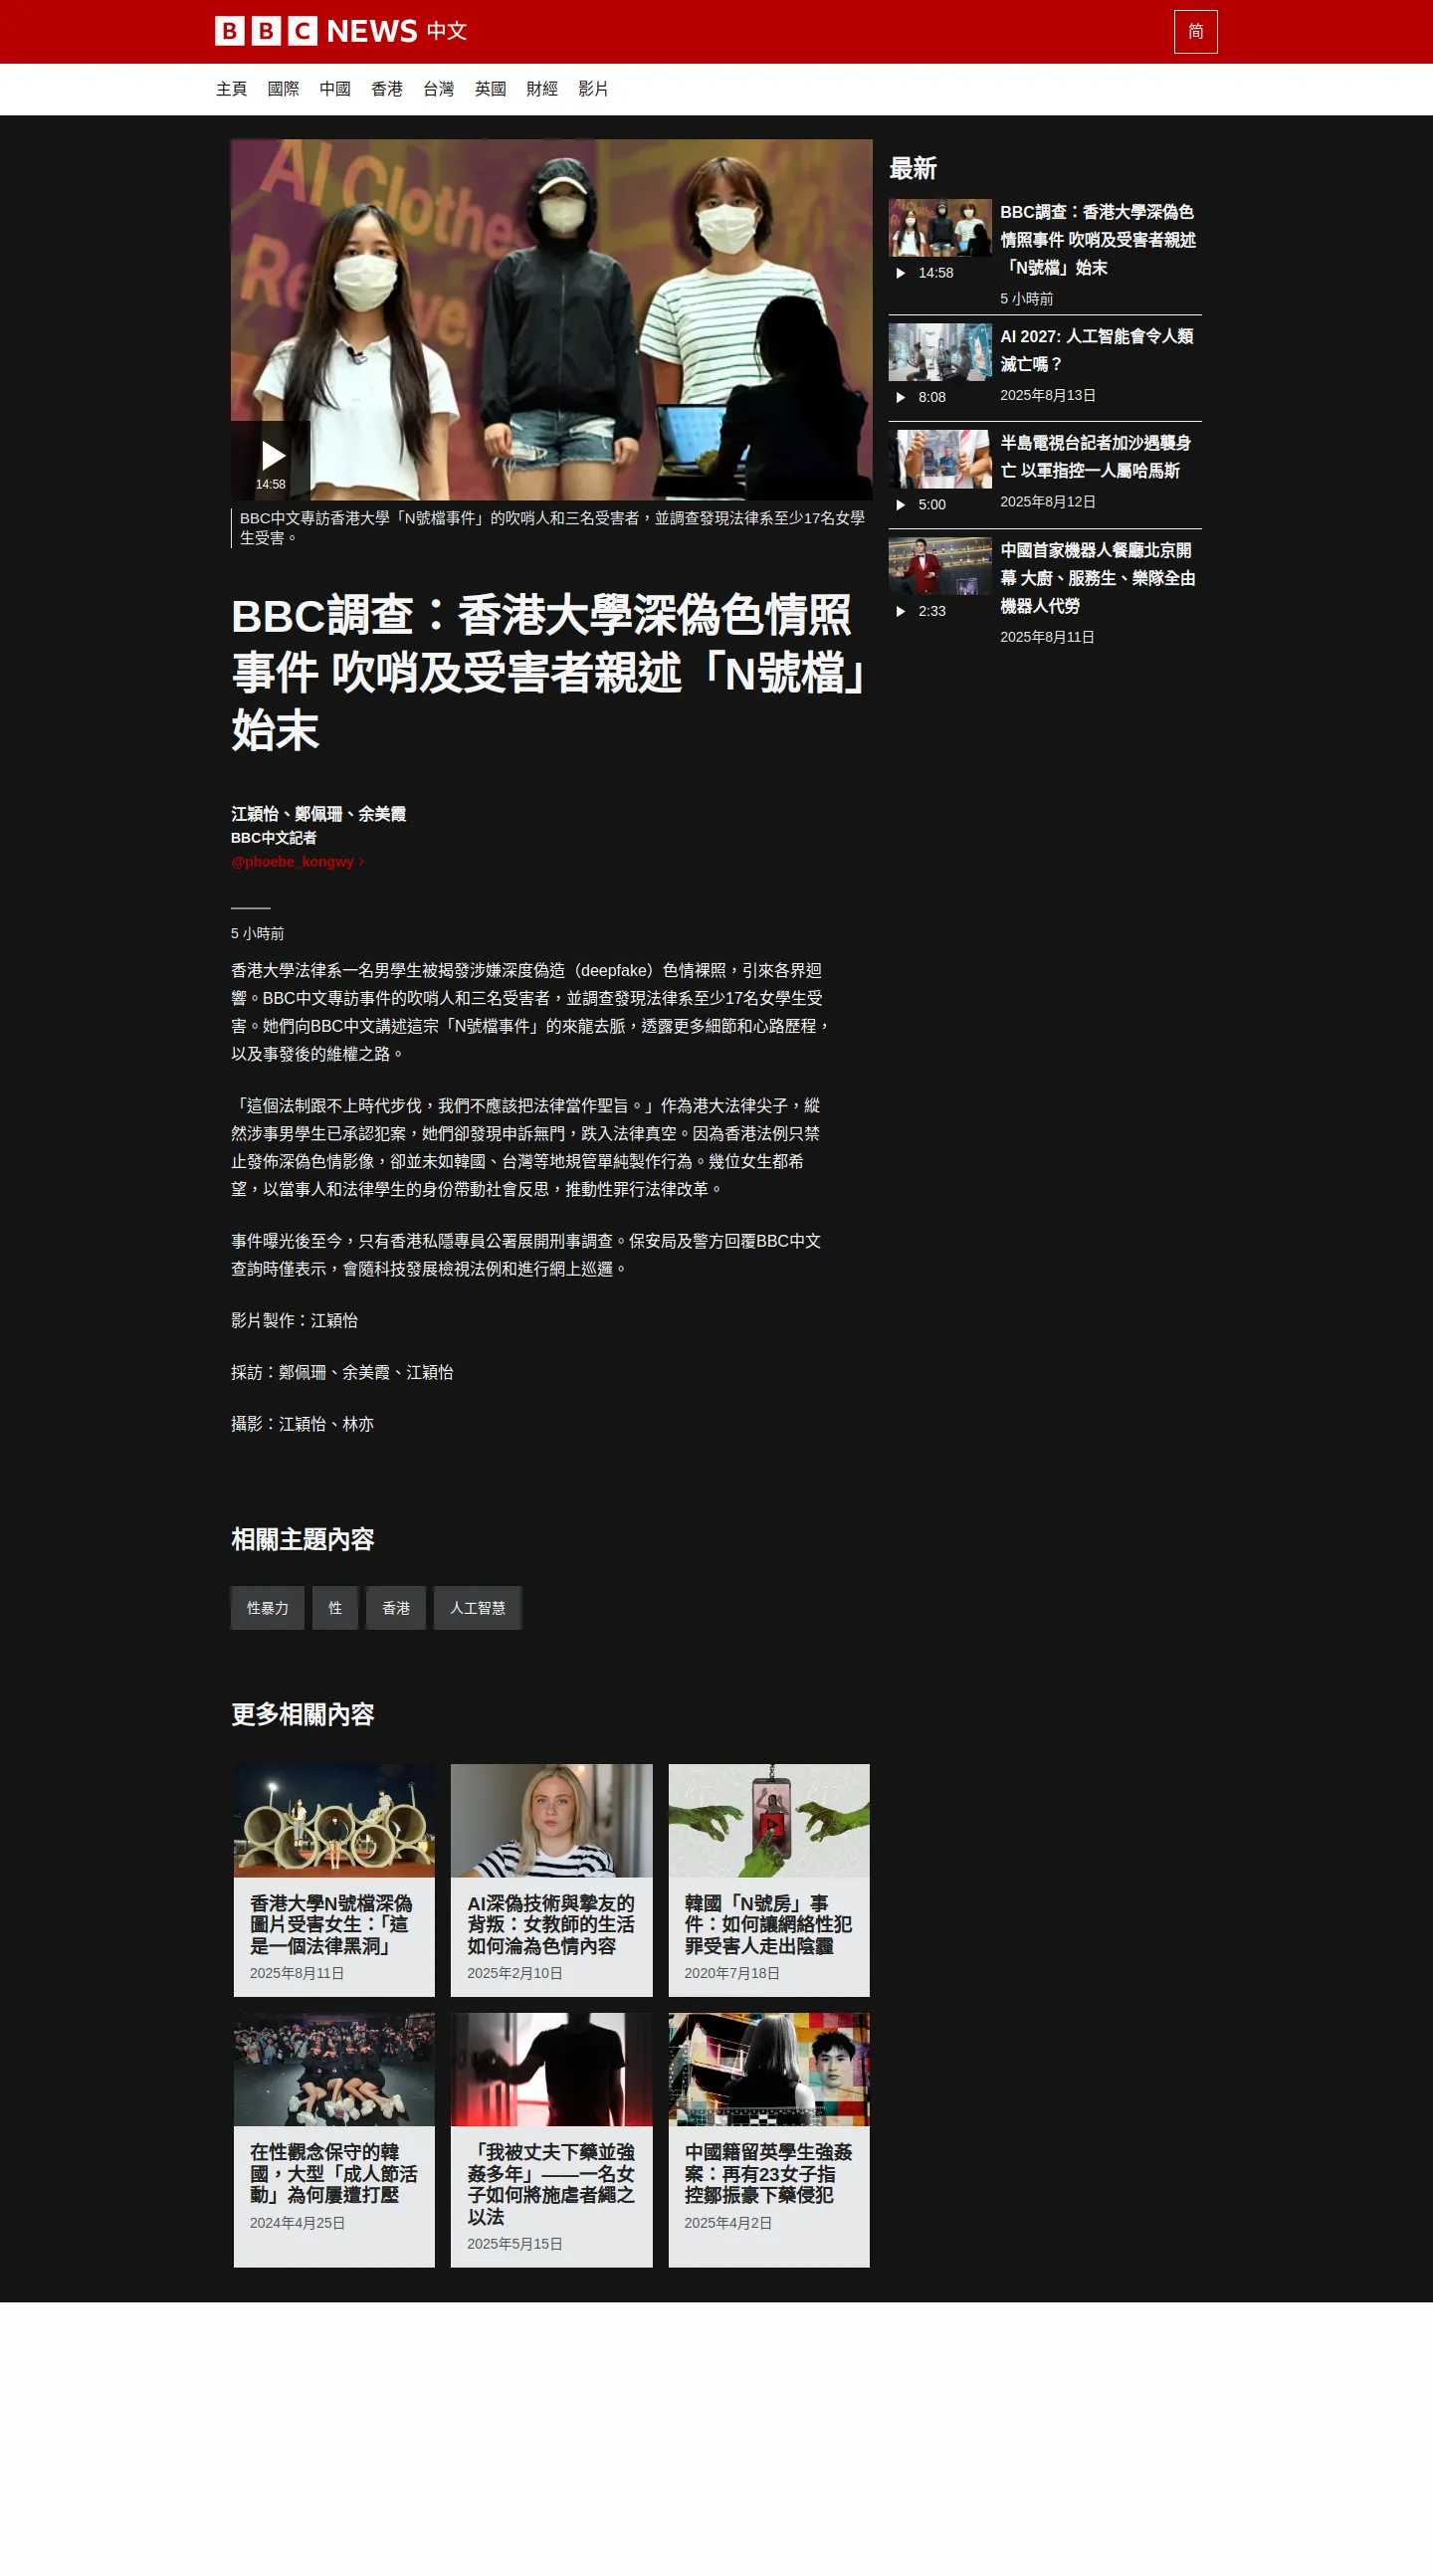 BBC NEWS 中文
简
主頁 國際 中國 香港 台灣 英國 財經 影片
AI Clothe
Re
ver
14:58
BBC中文專訪香港大學「N號檔事件」的吹哨人和三名受害者，並調查發現法律系至少17名女學
生受害。
BBC調查：香港大學深偽色情照
事件 吹哨及受害者親述「N號檔」
始末
江穎怡、鄭佩珊、余美霞
BBC中文記者
@phoebe_kongwy
5 小時前
香港大學法律系一名男學生被揭發涉嫌深度偽造（deepfake）色情裸照，引來各界迴
響。BBC中文專訪事件的吹哨人和三名受害者，並調查發現法律系至少17名女學生受
害。她們向BBC中文講述這宗「N號檔事件」的來龍去脈，透露更多細節和心路歷程，
以及事發後的維權之路。
「這個法制跟不上時代步伐，我們不應該把法律當作聖旨。」作為港大法律尖子，縱
然涉事男學生已承認犯案，她們卻發現申訴無門，跌入法律真空。因為香港法例只禁
止發佈深偽色情影像，卻並未如韓國、台灣等地規管單純製作行為。幾位女生都希
望，以當事人和法律學生的身份帶動社會反思，推動性罪行法律改革。
事件曝光後至今，只有香港私隱專員公署展開刑事調查。保安局及警方回覆BBC中文
查詢時僅表示，會隨科技發展檢視法例和進行網上巡邏。
影片製作：江穎怡
採訪：鄭佩珊、余美霞、江穎怡
攝影：江穎怡、林亦
最新
BBC調查：香港大學深偽色
情照事件 吹哨及受害者親述
「N號檔」始末
14:58
5 小時前
AI 2027: 人工智能會令人類
滅亡嗎？
8:08
2025年8月13日
半島電視台記者加沙遇襲身
亡 以軍指控一人屬哈馬斯
5:00
2025年8月12日
中國首家機器人餐廳北京開
幕 大廚、服務生、樂隊全由
機器人代勞
2:33
2025年8月11日
相關主題內容
性暴力 性 香港 人工智慧
更多相關內容
香港大學N號檔深偽
圖片受害女生：「這
是一個法律黑洞」
2025年8月11日
AI深偽技術與摯友的
背叛：女教師的生活
如何淪為色情內容
2025年2月10日
韓國「N號房」事
件：如何讓網絡性犯
罪受害人走出陰霾
2020年7月18日
在性觀念保守的韓
國，大型「成人節活
動」為何屢遭打壓
2024年4月25日
「我被丈夫下藥並強
姦多年」——一名女
子如何將施虐者繩之
以法
2025年5月15日
中國籍留英學生強姦
案：再有23女子指
控鄒振豪下藥侵犯
2025年4月2日